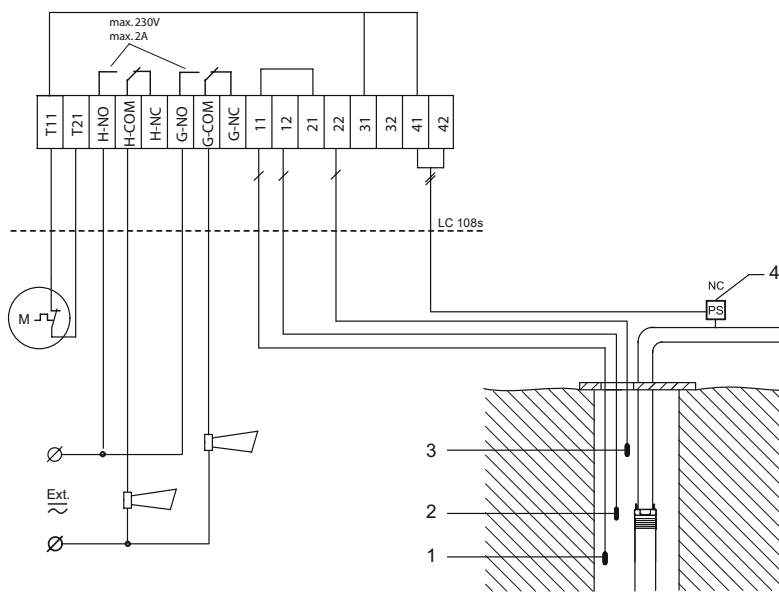 max. 230V
max. 2A
T11
T21
H-NO
H-COM
H-NC
G-NO
G-COM
G-NC
11
12
21
22
31
32
41
42
LC 108s
M
NC
4
PS
3
Ext.
2
1